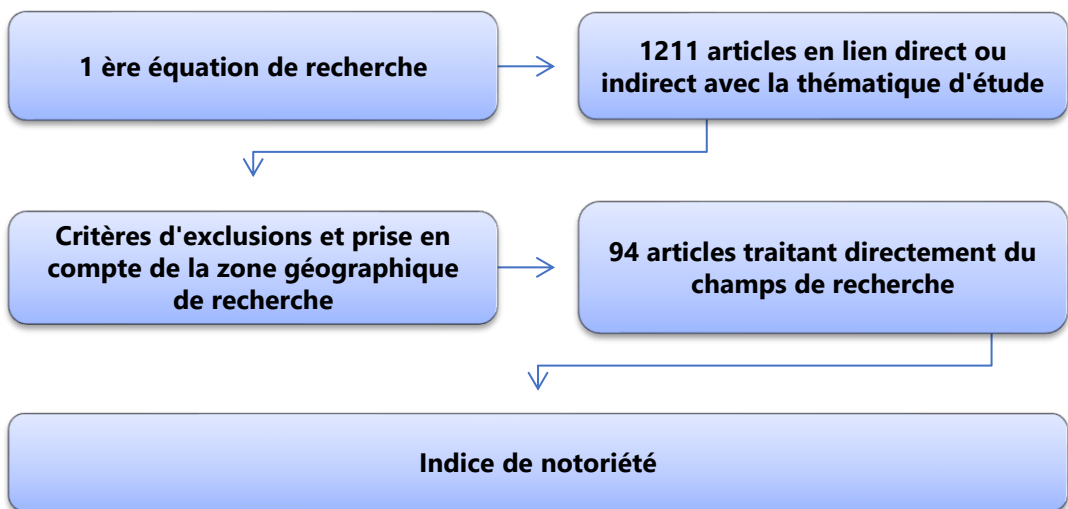 1 ère équation de recherche
1211 articles en lien direct ou
indirect avec la thématique d'étude
Critères d'exclusions et prise en
compte de la zone géographique
de recherche
94 articles traitant directement du
champs de recherche
Indice de notoriété